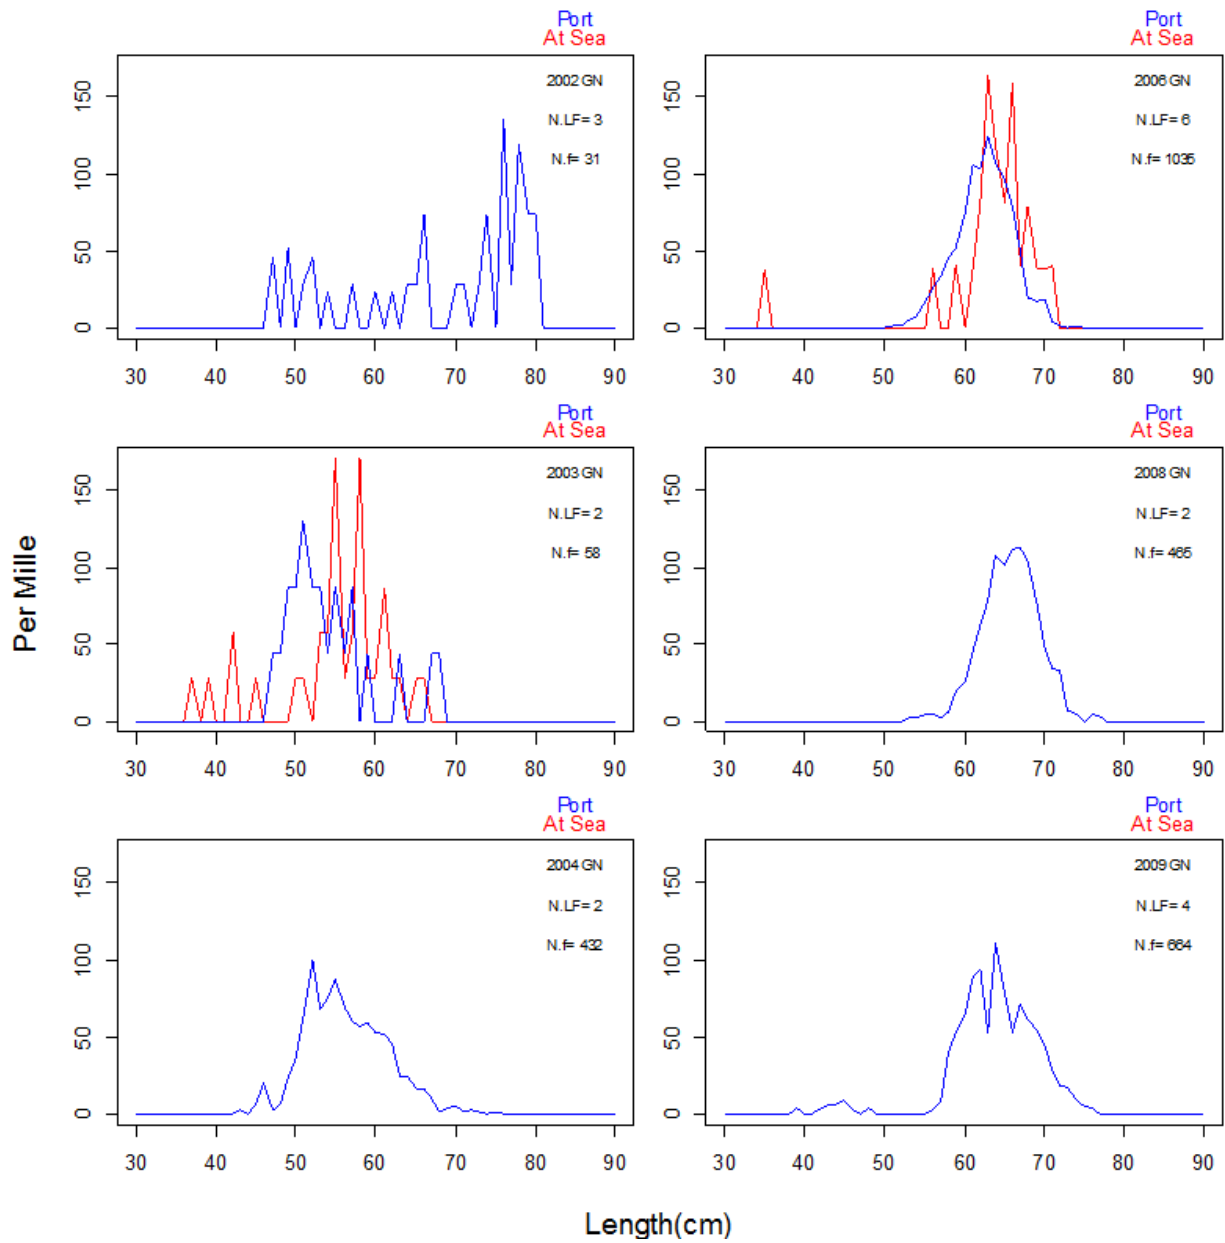 Port
At Sea
2002 GN
N.LF= 3
N.f= 31
150
100
50
0
30 40 50 60 70 80 90
Port
At Sea
2006 GN
N.LF= 6
N.f= 1035
150
100
50
0
30 40 50 60 70 80 90
Port
At Sea
2003 GN
N.LF= 2
N.f= 58
150
100
50
0
30 40 50 60 70 80 90
Port
At Sea
2008 GN
N.LF= 2
N.f= 465
150
100
50
0
30 40 50 60 70 80 90
Per Mille
Port
At Sea
2004 GN
N.LF= 2
N.f= 432
150
100
50
0
30 40 50 60 70 80 90
Port
At Sea
2009 GN
N.LF= 4
N.f= 664
150
100
50
0
30 40 50 60 70 80 90
Length(cm)